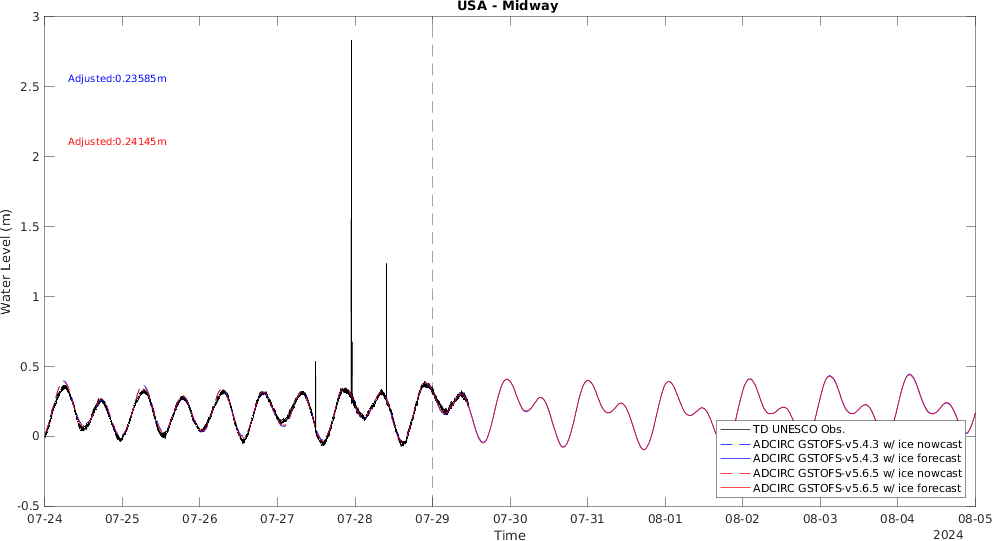 USA - Midway
3
2.5
2
1.5
1
0.5
0
-0.5
Water Level (m)
Adjusted:0.23585m
Adjusted:0.24145m
TD UNESCO Obs.
ADCIRC GSTOFS-v5.4.3 w/ ice nowcast
ADCIRC GSTOFS-v5.4.3 w/ ice forecast
ADCIRC GSTOFS-v5.6.5 w/ ice nowcast
ADCIRC GSTOFS-v5.6.5 w/ ice forecast
07-24 07-25 07-26 07-27 07-28 07-29 07-30 07-31 08-01 08-02 08-03 08-04 08-05
Time
2024